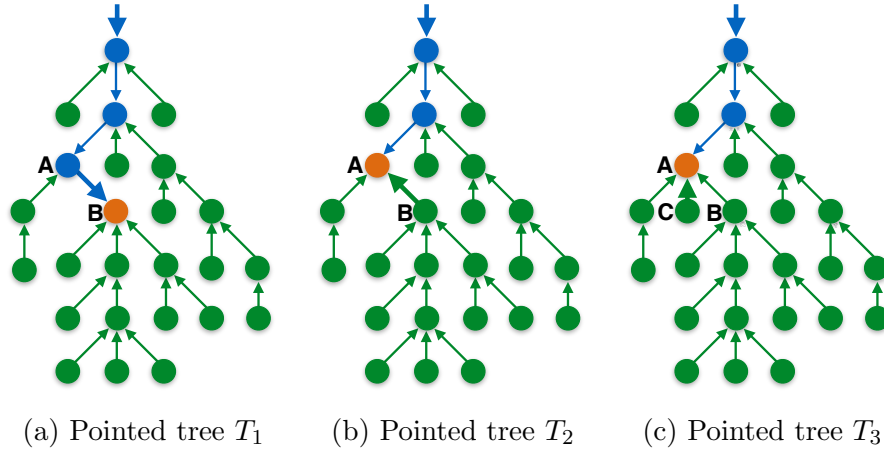 A
B
A
B
A
C
B
(a) Pointed tree T1
(b) Pointed tree T2
(c) Pointed tree T3